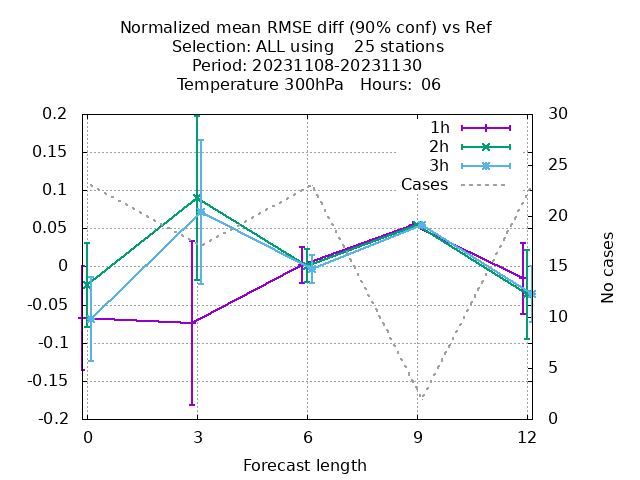 Normalized mean RMSE diff (90% conf) vs Ref
Selection: ALL using    25 stations
Period: 20231108-20231130
Temperature 300hPa   Hours:  06
0.2
0.15
0.1
0.05
0
-0.05
-0.1
-0.15
-0.2
30
25
20
15
10
5
0
1h
2h
3h
Cases
No cases
0 3 6 9 12
Forecast length